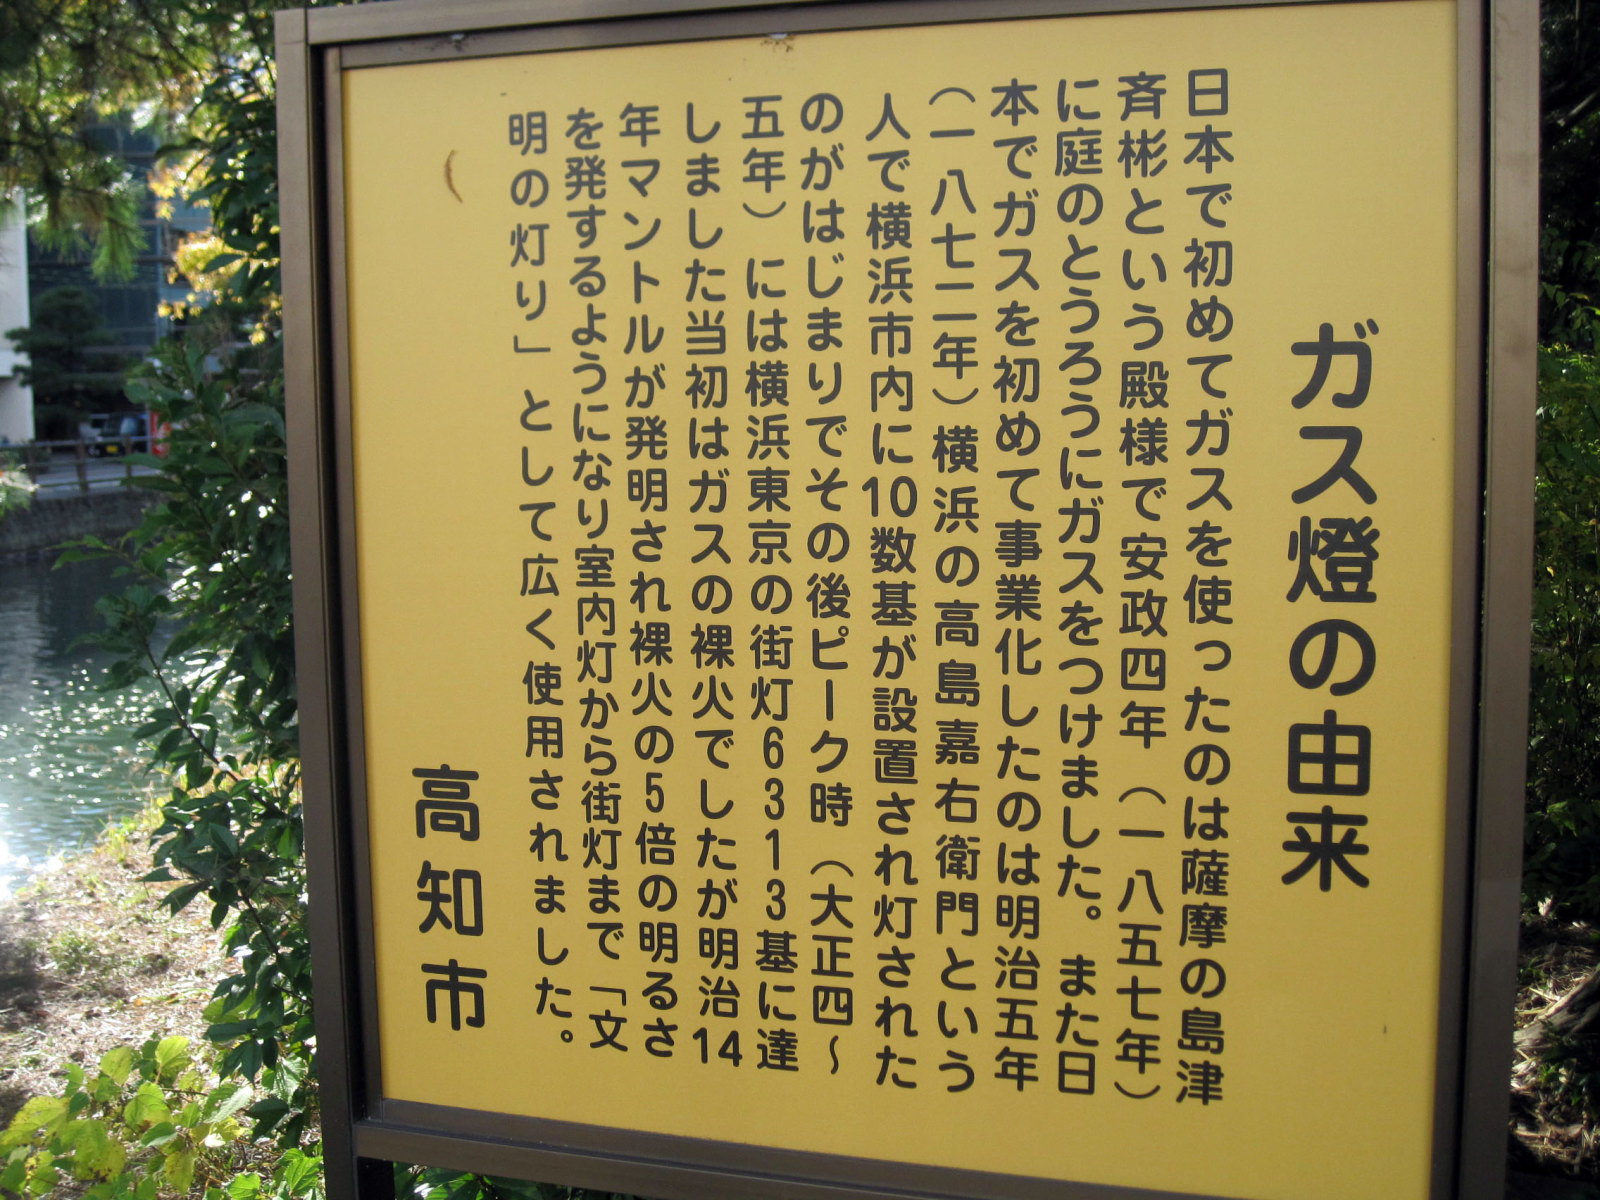 ガス燈の由来
日本で初めてガスを使ったのは薩摩の島津
斉彬という殿様で安政四年（一八五七年）
に庭のとうろうにガスをつけました。また日
本でガスを初めて事業化したのは明治五年
（一八七二年）横浜の高島嘉右衛門という
人で横浜市内に10数基が設置され灯された
のがはじまりでその後ピーク時（大正四～
五年）には横浜東京の街灯6313基に達
しました当初はガスの裸火でしたが明治14
年マントルが発明され裸火の5倍の明るさ
を発するようになり室内灯から街灯まで「文
明の灯り」として広く使用されました。
高知市